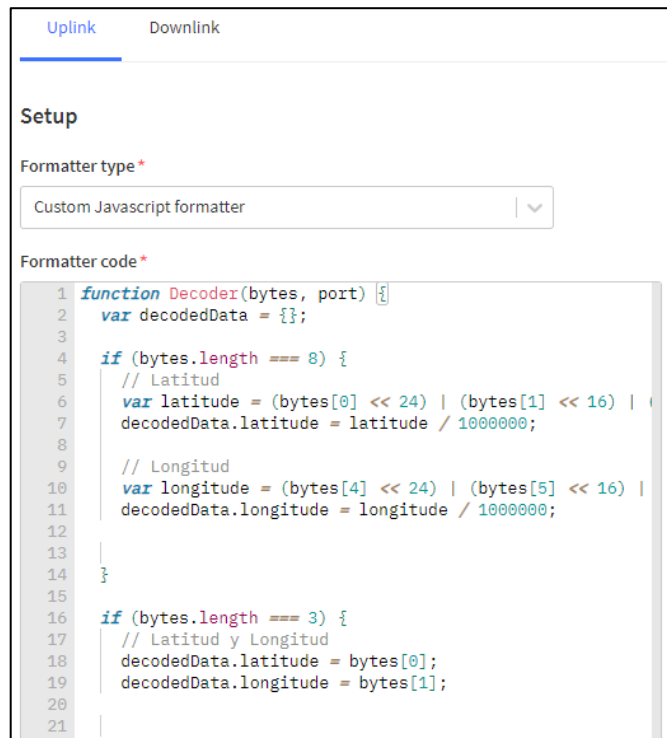 Uplink Downlink
Setup
Formatter type *
Custom Javascript formatter
Formatter code *
1 function Decoder(bytes, port) {
2 var decodedData = {};
3
4 if (bytes.length === 8) {
5 // Latitud
6 var latitude = (bytes[0] << 24) | (bytes[1] << 16) | (
7 decodedData.latitude = latitude / 1000000;
8
9 // Longitud
10 var longitude = (bytes[4] << 24) | (bytes[5] << 16) |
11 decodedData.longitude = longitude / 1000000;
12
13
14 }
15
16 if (bytes.length === 3) {
17 // Latitud y Longitud
18 decodedData.latitude = bytes[0];
19 decodedData.longitude = bytes[1];
20
21